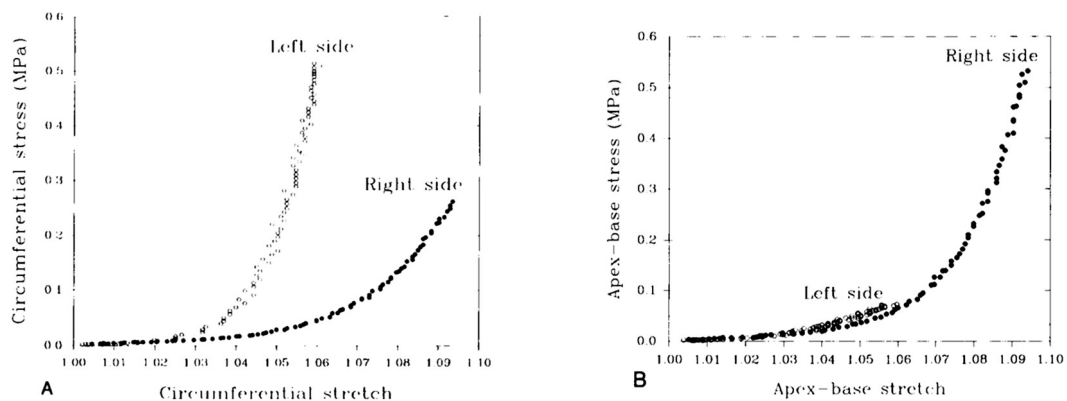 0.6
0.5
0.4
0.3
0.2
0.1
0.0
Circumferential stress (MPa)
Left side
Right side
1.00 1.01 1.02 1.03 1.04 1.05 1.06 1.07 1.08 1.09 1.10
A
Circumferential stretch
0.6
0.5
0.4
0.3
0.2
0.1
0.0
Apex-base stress (MPa)
Right side
Left side
1.00 1.01 1.02 1.03 1.04 1.05 1.06 1.07 1.08 1.09 1.10
B
Apex-base stretch